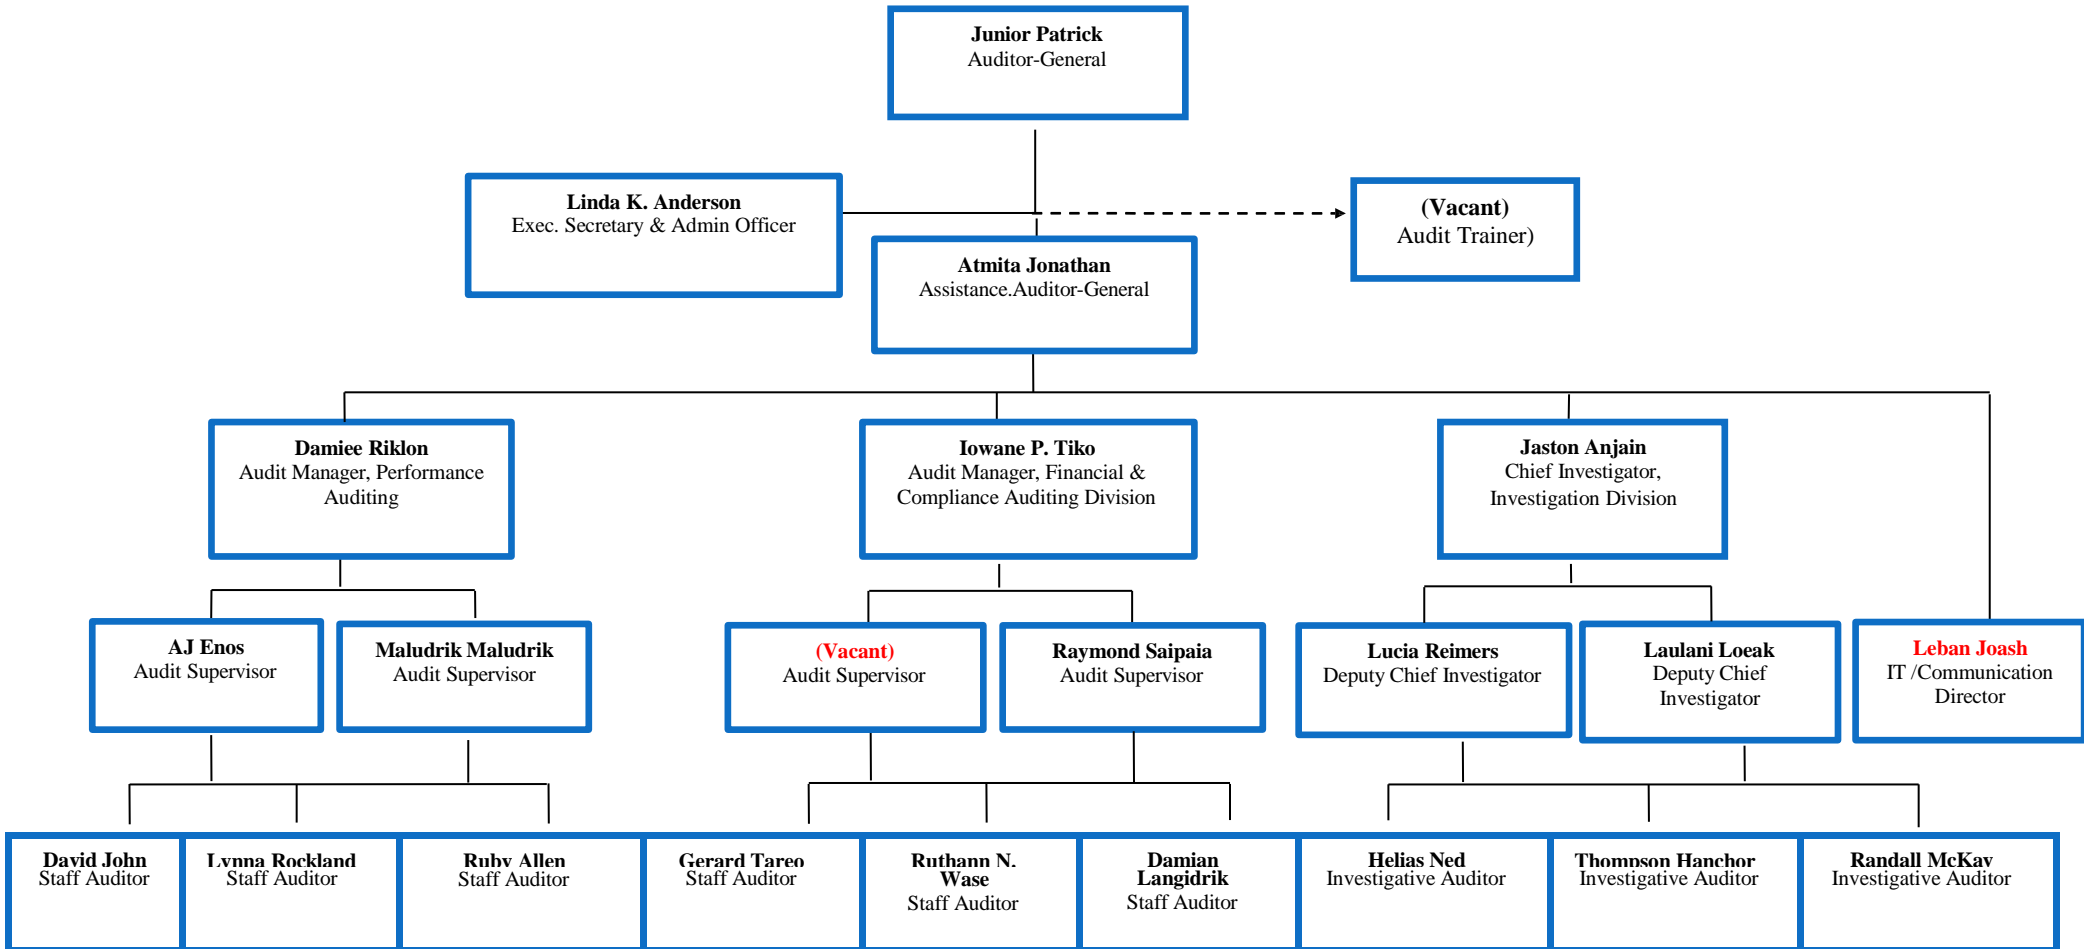 Junior Patrick
Auditor-General
Linda K. Anderson
Exec. Secretary & Admin Officer
(Vacant)
Audit Trainer)
Atmita Jonathan
Assistance.Auditor-General
Damiee Riklon
Audit Manager, Performance
Auditing
Iowane P. Tiko
Audit Manager, Financial &
Compliance Auditing Division
Jaston Anjain
Chief Investigator,
Investigation Division
AJ Enos
Audit Supervisor
Maludrik Maludrik
Audit Supervisor
(Vacant)
Audit Supervisor
Raymond Saipaia
Audit Supervisor
Lucia Reimers
Deputy Chief Investigator
Laulani Loeak
Deputy Chief
Investigator
Leban Joash
IT /Communication
Director
David John
Staff Auditor
Lynna Rockland
Staff Auditor
Ruby Allen
Staff Auditor
Gerard Tareo
Staff Auditor
Ruthann N.
Wase
Staff Auditor
Damian
Langidrik
Staff Auditor
Helias Ned
Investigative Auditor
Thompson Hanchor
Investigative Auditor
Randall McKay
Investigative Auditor